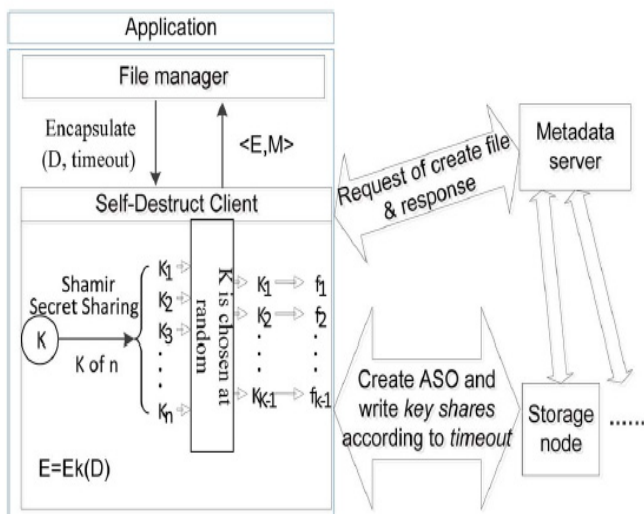 Application
File manager
Encapsulate
(D, timeout)
<E,M>
Self-Destruct Client
Shamir
Secret Sharing
K
K of n
K1
K2
K3
Kn
K is chosen at
random
K1
f1
K2
f2
KK-1
fk-1
E=Ek(D)
Request of create file
& response
Metadata
server
Create ASO and
write key shares
according to timeout
Storage
node
......